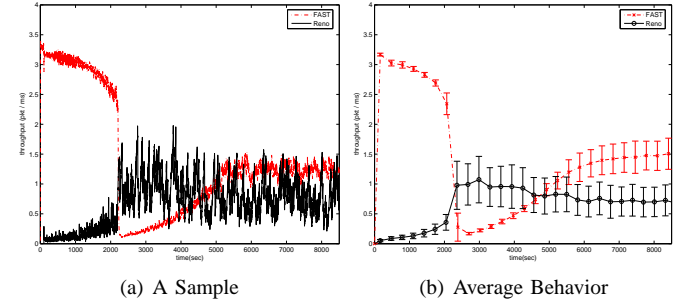 FAST
Reno
4
3.5
3
2.5
2
1.5
1
0.5
0
throughput (pkt / ms)
0 1000 2000 3000 4000 5000 6000 7000 8000
time(sec)
(a) A Sample
FAST
Reno
4
3.5
3
2.5
2
1.5
1
0.5
0
throughput (pkt / ms)
0 1000 2000 3000 4000 5000 6000 7000 8000
time(sec)
(b) Average Behavior